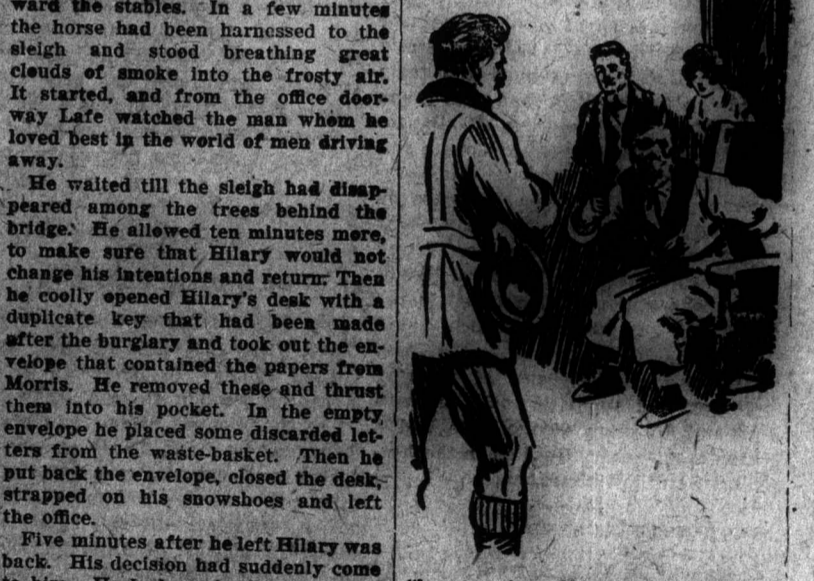 ward the stables. In a few minutes
the horse had been harnessed to the
sleigh and stood breathing great
clouds of smoke into the frosty air.
It started, and from the office door-
way Lafe watched the man whom he
loved best in the world of men driving
away.
He waited till the sleigh had disap-
peared among the trees behind the
bridge. He allowed ten minutes more,
to make sure that Hilary would not
change his intentions and return. Then
he coolly opened Hilary's desk with a
duplicate key that had been made
after the burglary and took out the en-
velope that contained the papers from
Morris. He removed these and thrust
them into his pocket. In the empty
envelope he placed some discarded let-
ters from the waste-basket. Then he
put back the envelope, closed the desk,
strapped on his snowshoes and left
the office.
Five minutes after he left Hilary was
back. His decision had suddenly come